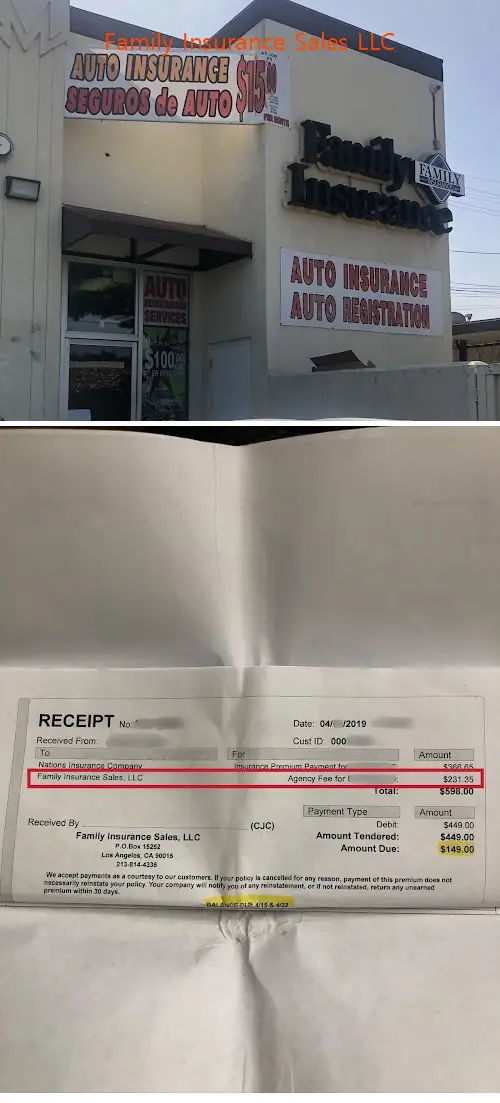 Family Insurance Sales LLC
AUTO INSURANCE
SEGUROS de AUTO
$15
PER MONTH
Family
Insurance
FAMILY
AUTO INSURANCE
AUTO REGISTRATION
AUTO
REGISTRATION
SERVICES
$100
EN EFECTIVO
RECEIPT No:
Date: 04/ /2019
Received From:
Cust ID: 000
To For Amount
Nations Insurance Company Insurance Premium Payment for $366.65
Family Insurance Sales, LLC Agency Fee for $231.35
Total: $598.00
Payment Type Amount
Received By (CJC) Debit: $449.00
Family Insurance Sales, LLC Amount Tendered: $449.00
P.O.Box 15252 Amount Due: $149.00
Los Angeles, CA 90015
213-814-4335
We accept payments as a courtesy to our customers. If your policy is cancelled for any reason, payment of this premium does not
necessarily reinstate your policy. Your company will notify you of any reinstatement, or if not reinstated, return any unearned
premium within 30 days.
BALANCE DUE 4/15 & 4/22